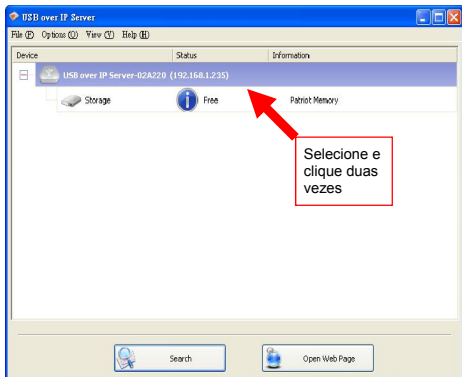 USB over IP Server
File (F) Options (O) View (V) Help (H)
Device Status Information
USB over IP Server-02A220 (192.168.1.235)
Storage Free Patriot Memory
Selecione e
clique duas
vezes
Search Open Web Page